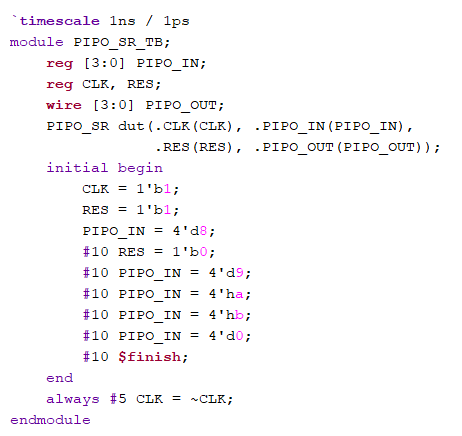 `timescale 1ns / 1ps
module PIPO_SR_TB;
    reg [3:0] PIPO_IN;
    reg CLK, RES;
    wire [3:0] PIPO_OUT;
    PIPO_SR dut(.CLK(CLK), .PIPO_IN(PIPO_IN),
                .RES(RES), .PIPO_OUT(PIPO_OUT));
    initial begin
        CLK = 1'b1;
        RES = 1'b1;
        PIPO_IN = 4'd8;
        #10 RES = 1'b0;
        #10 PIPO_IN = 4'd9;
        #10 PIPO_IN = 4'ha;
        #10 PIPO_IN = 4'hb;
        #10 PIPO_IN = 4'd0;
        #10 $finish;
    end
    always #5 CLK = ~CLK;
endmodule